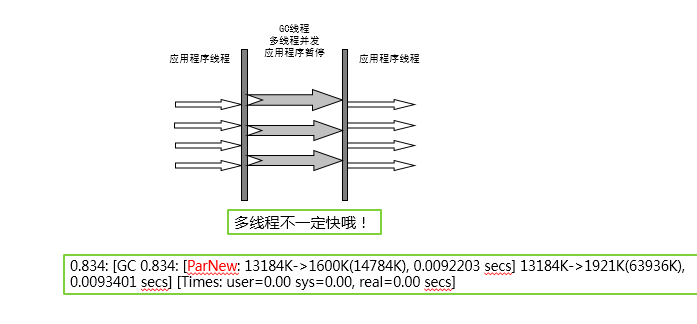 GC线程
多线程并发
应用程序暂停
应用程序线程
应用程序线程
多线程不一定快哦！
0.834: [GC 0.834: [ParNew: 13184K->1600K(14784K), 0.0092203 secs] 13184K->1921K(63936K),
0.0093401 secs] [Times: user=0.00 sys=0.00, real=0.00 secs]